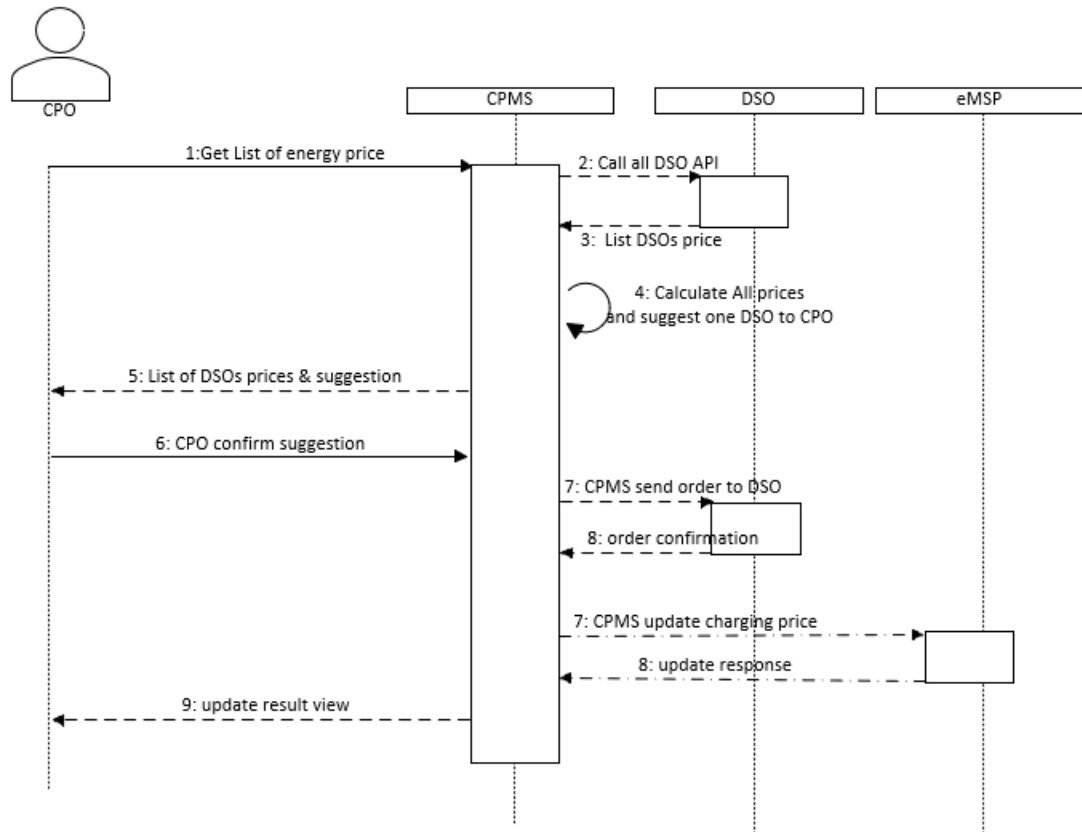 CPO
CPMS
DSO
eMSP
1:Get List of energy price
2: Call all DSO API
3: List DSOs price
4: Calculate All prices
and suggest one DSO to CPO
5: List of DSOs prices & suggestion
6: CPO confirm suggestion
7: CPMS send order to DSO
8: order confirmation
7: CPMS update charging price
8: update response
9: update result view